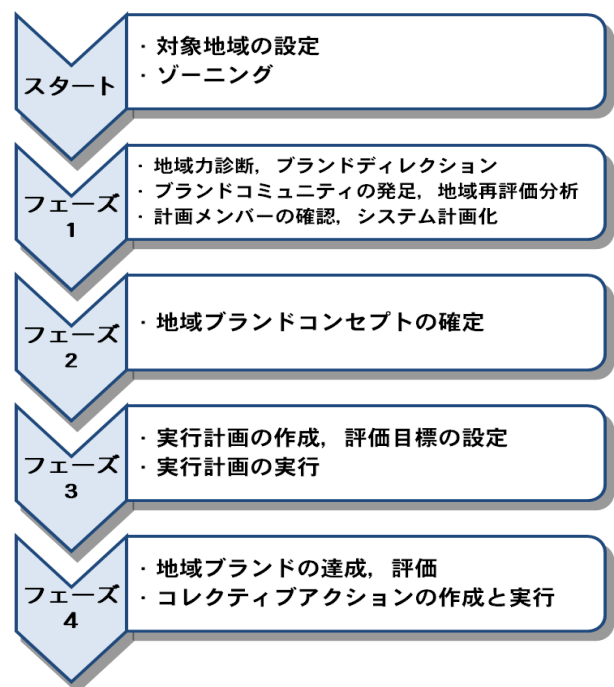 スタート
・対象地域の設定
・ゾーニング
フェーズ
1
・地域力診断，ブランドディレクション
・ブランドコミュニティの発足，地域再評価分析
・計画メンバーの確認，システム計画化
フェーズ
2
・地域ブランドコンセプトの確定
フェーズ
3
・実行計画の作成，評価目標の設定
・実行計画の実行
フェーズ
4
・地域ブランドの達成，評価
・コレクティブアクションの作成と実行